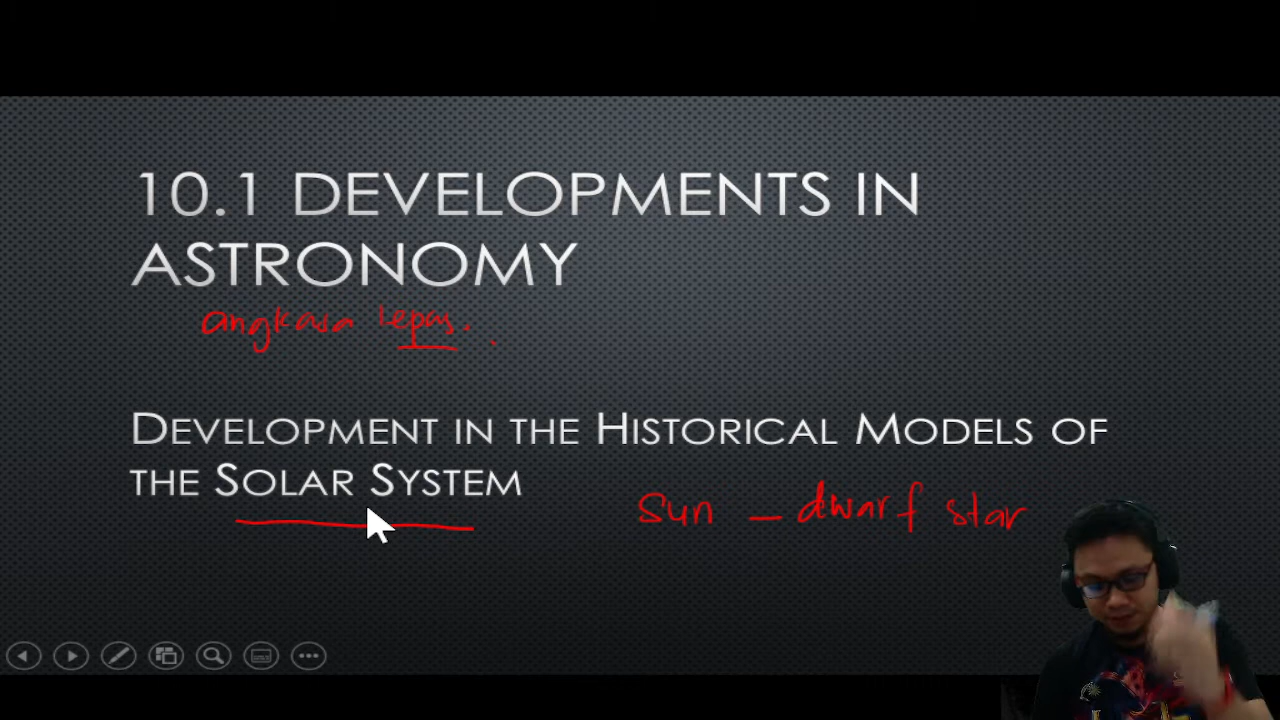 10.1 DEVELOPMENTS IN
ASTRONOMY
angkasa lepas.
DEVELOPMENT IN THE HISTORICAL MODELS OF
THE SOLAR SYSTEM
Sun – dwarf star